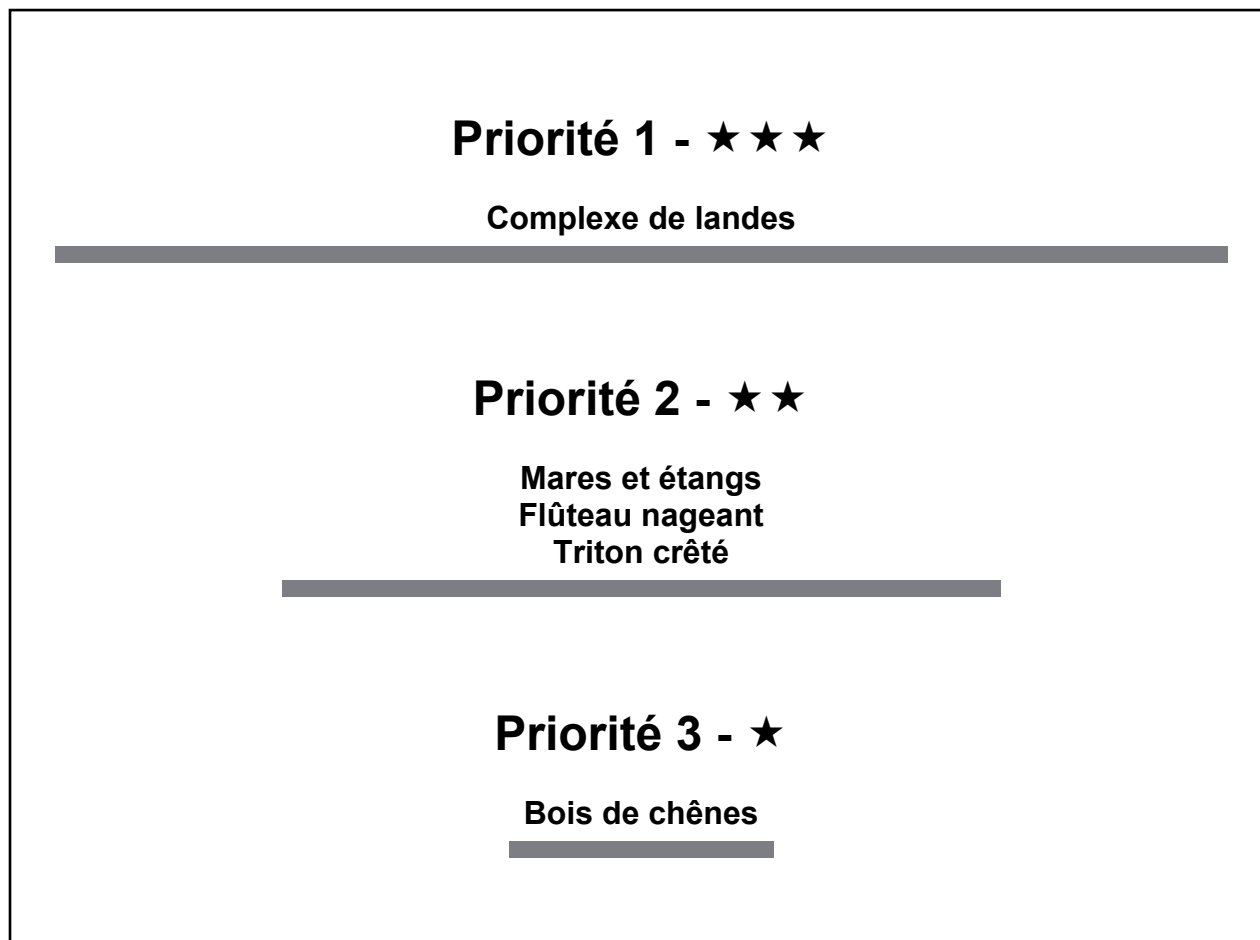 Priorité 1 - ★★★
Complexe de landes
Priorité 2 - ★★
Mares et étangs
Flûteau nageant
Triton crêté
Priorité 3 - ★
Bois de chênes